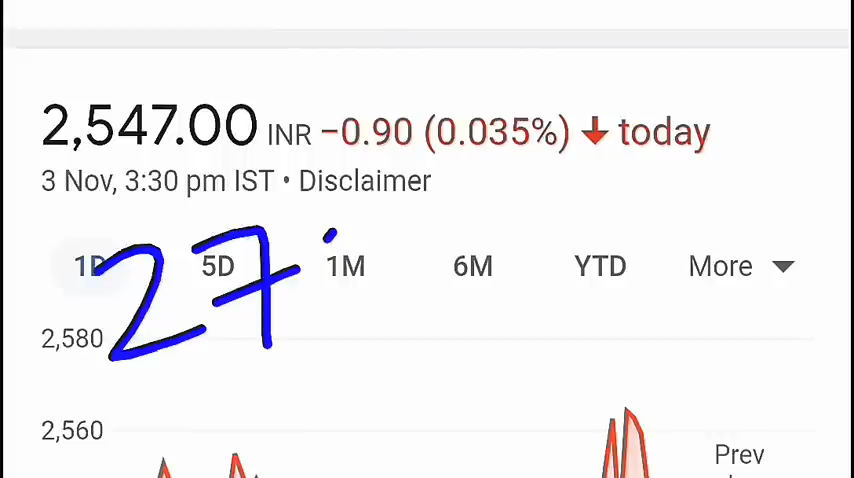 2,547.00 INR −0.90 (0.035%) ↓ today
3 Nov, 3:30 pm IST • Disclaimer
27
1D 5D 1M 6M YTD More
2,580
2,560
Prev